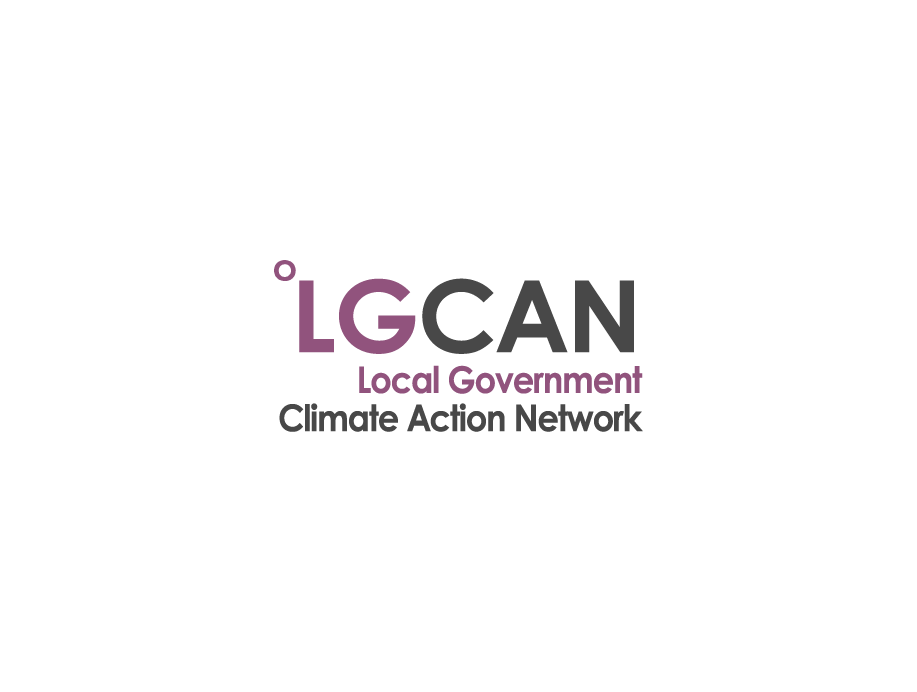 °LGCAN
Local Government
Climate Action Network